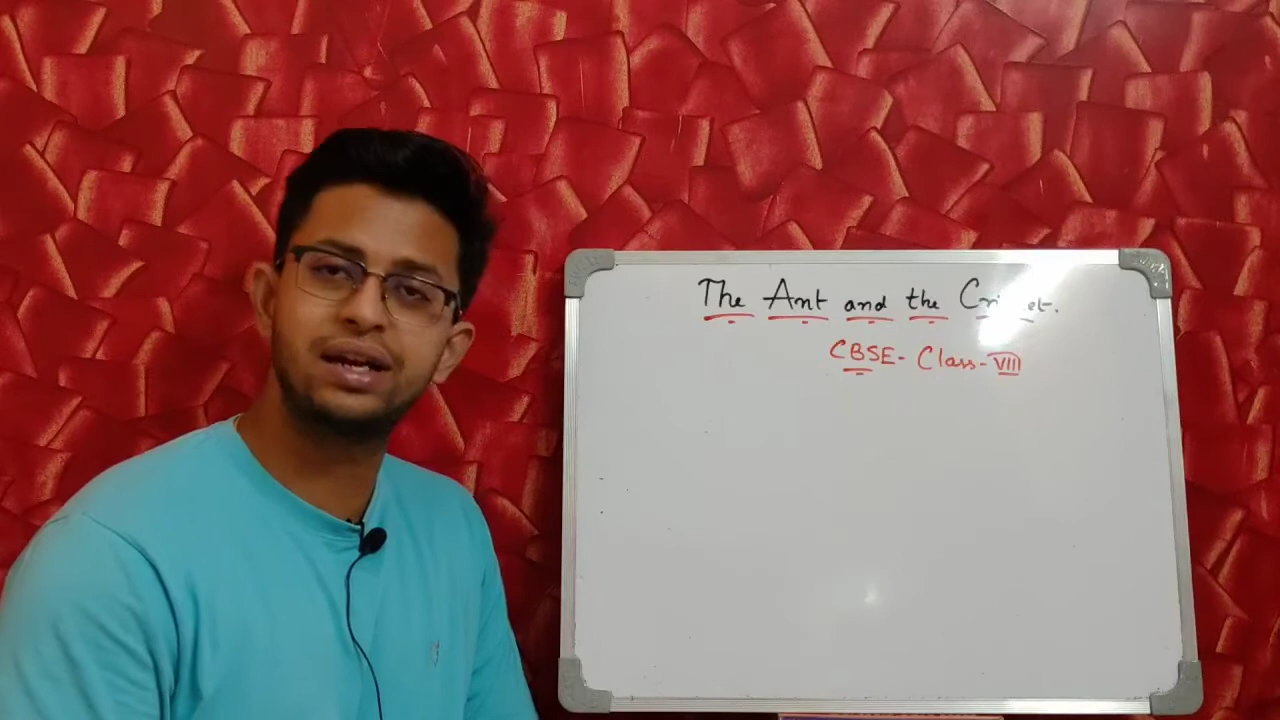 The Ant and the Cricket.
CBSE - Class - VIII